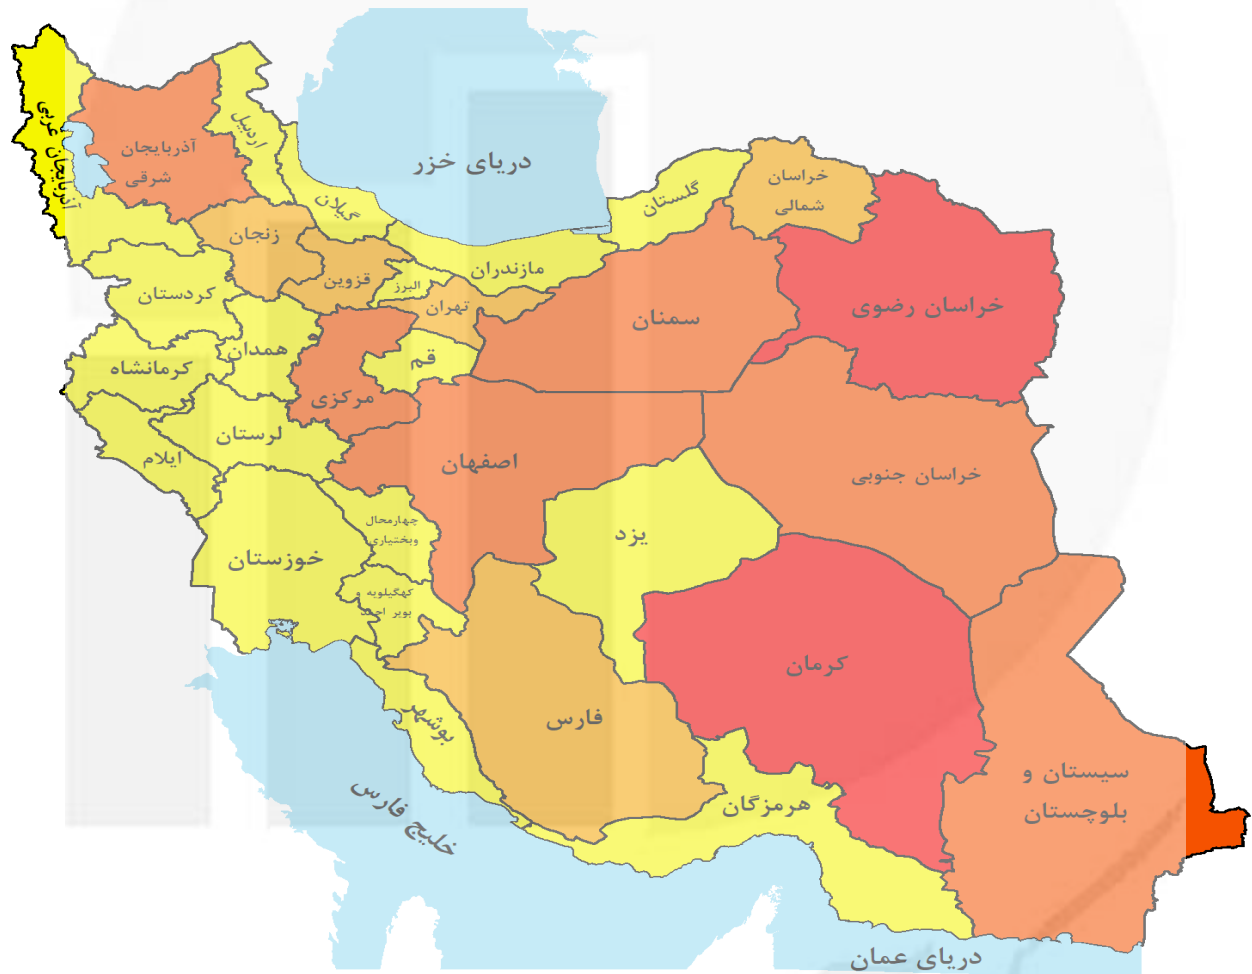 دریای خزر
آذربایجان غربی
آذربایجان
شرقی
اردبیل
گیلان
گلستان
خراسان
شمالی
زنجان
مازندران
قزوین
البرز
تهران
کردستان
سمنان
خراسان رضوی
همدان
قم
کرمانشاه
مرکزی
لرستان
ایلام
اصفهان
خراسان جنوبی
چهارمحال
وبختیاری
خوزستان
یزد
کهگیلویه و
بویر احمد
کرمان
فارس
بوشهر
سیستان و
بلوچستان
هرمزگان
خلیج فارس
دریای عمان